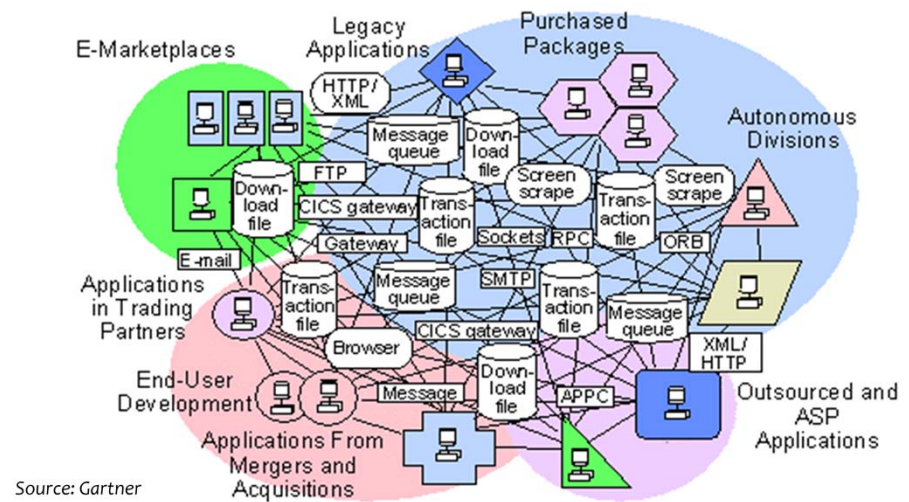 E-Marketplaces
Legacy
Applications
Purchased
Packages
Autonomous
Divisions
HTTP/
XML
Message
queue
Down-
load
file
Screen
scrape
Screen
scrape
Down-
load
file
FTP
CICS gateway
Trans-
action
file
Trans-
action
file
Gateway
Sockets
RPC
ORB
E-mail
Applications
in Trading
Partners
Trans-
action
file
Message
queue
SMTP
Trans-
action
file
Message
queue
CICS gateway
Browser
XML/
HTTP
End-User
Development
Message
Down-
load
file
APPC
Outsourced and
ASP
Applications
Applications From
Mergers and
Acquisitions
Source: Gartner